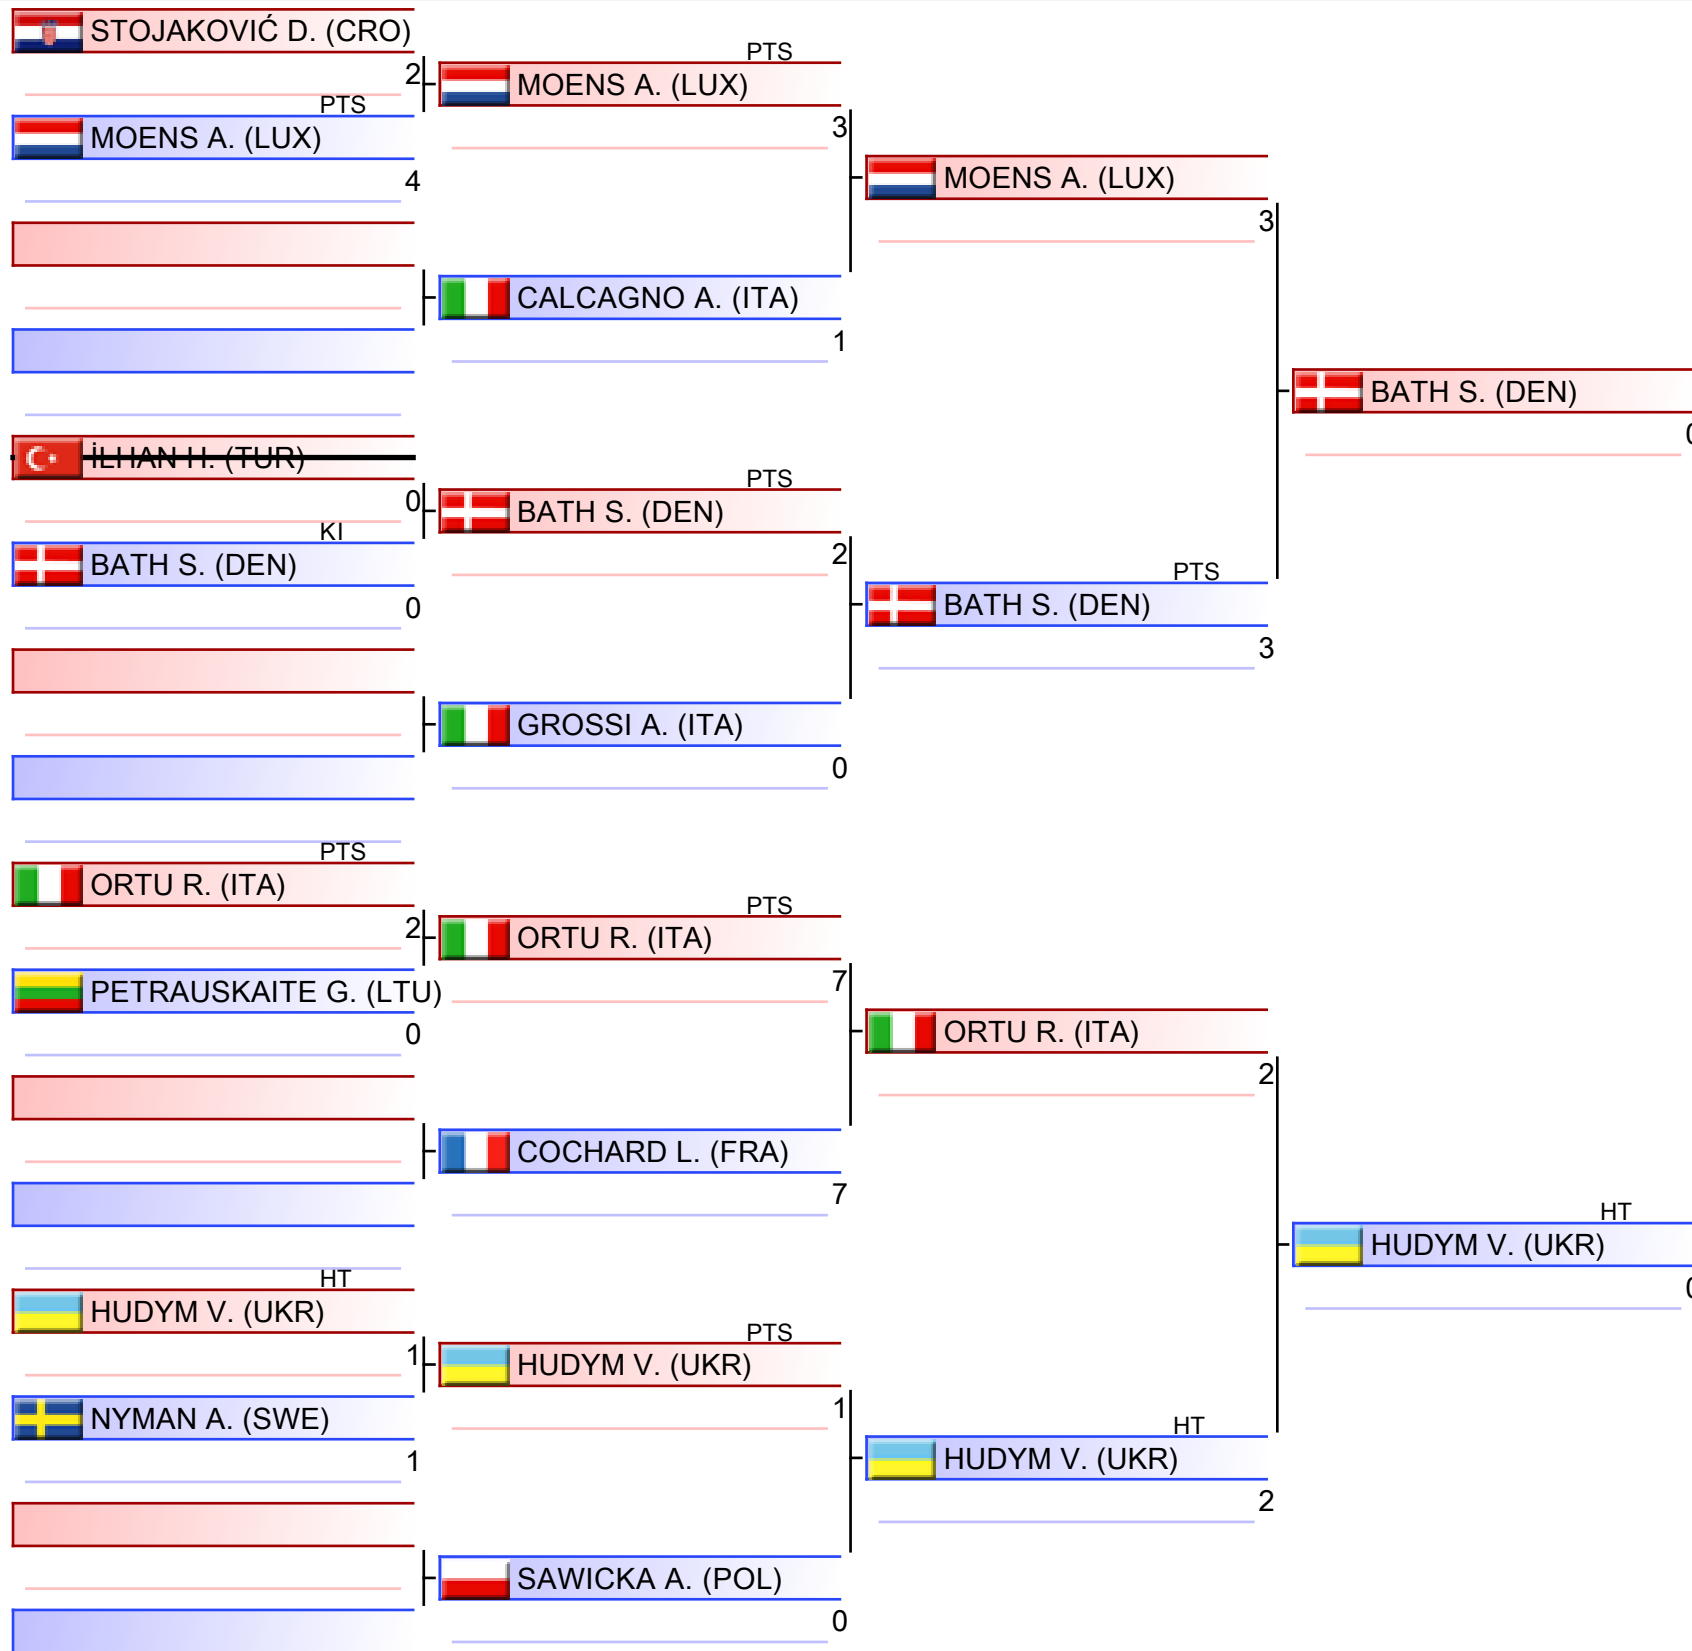 STOJAKOVIĆ D. (CRO)
2
PTS
MOENS A. (LUX)
4
İLHAN H. (TUR)
0
KI
BATH S. (DEN)
0
PTS
ORTU R. (ITA)
2
PETRAUSKAITE G. (LTU)
0
HT
HUDYM V. (UKR)
1
NYMAN A. (SWE)
1
PTS
MOENS A. (LUX)
3
CALCAGNO A. (ITA)
1
PTS
BATH S. (DEN)
2
GROSSI A. (ITA)
0
PTS
ORTU R. (ITA)
7
COCHARD L. (FRA)
7
PTS
HUDYM V. (UKR)
1
SAWICKA A. (POL)
0
MOENS A. (LUX)
3
PTS
BATH S. (DEN)
3
ORTU R. (ITA)
2
HT
HUDYM V. (UKR)
2
BATH S. (DEN)
0
HT
HUDYM V. (UKR)
0